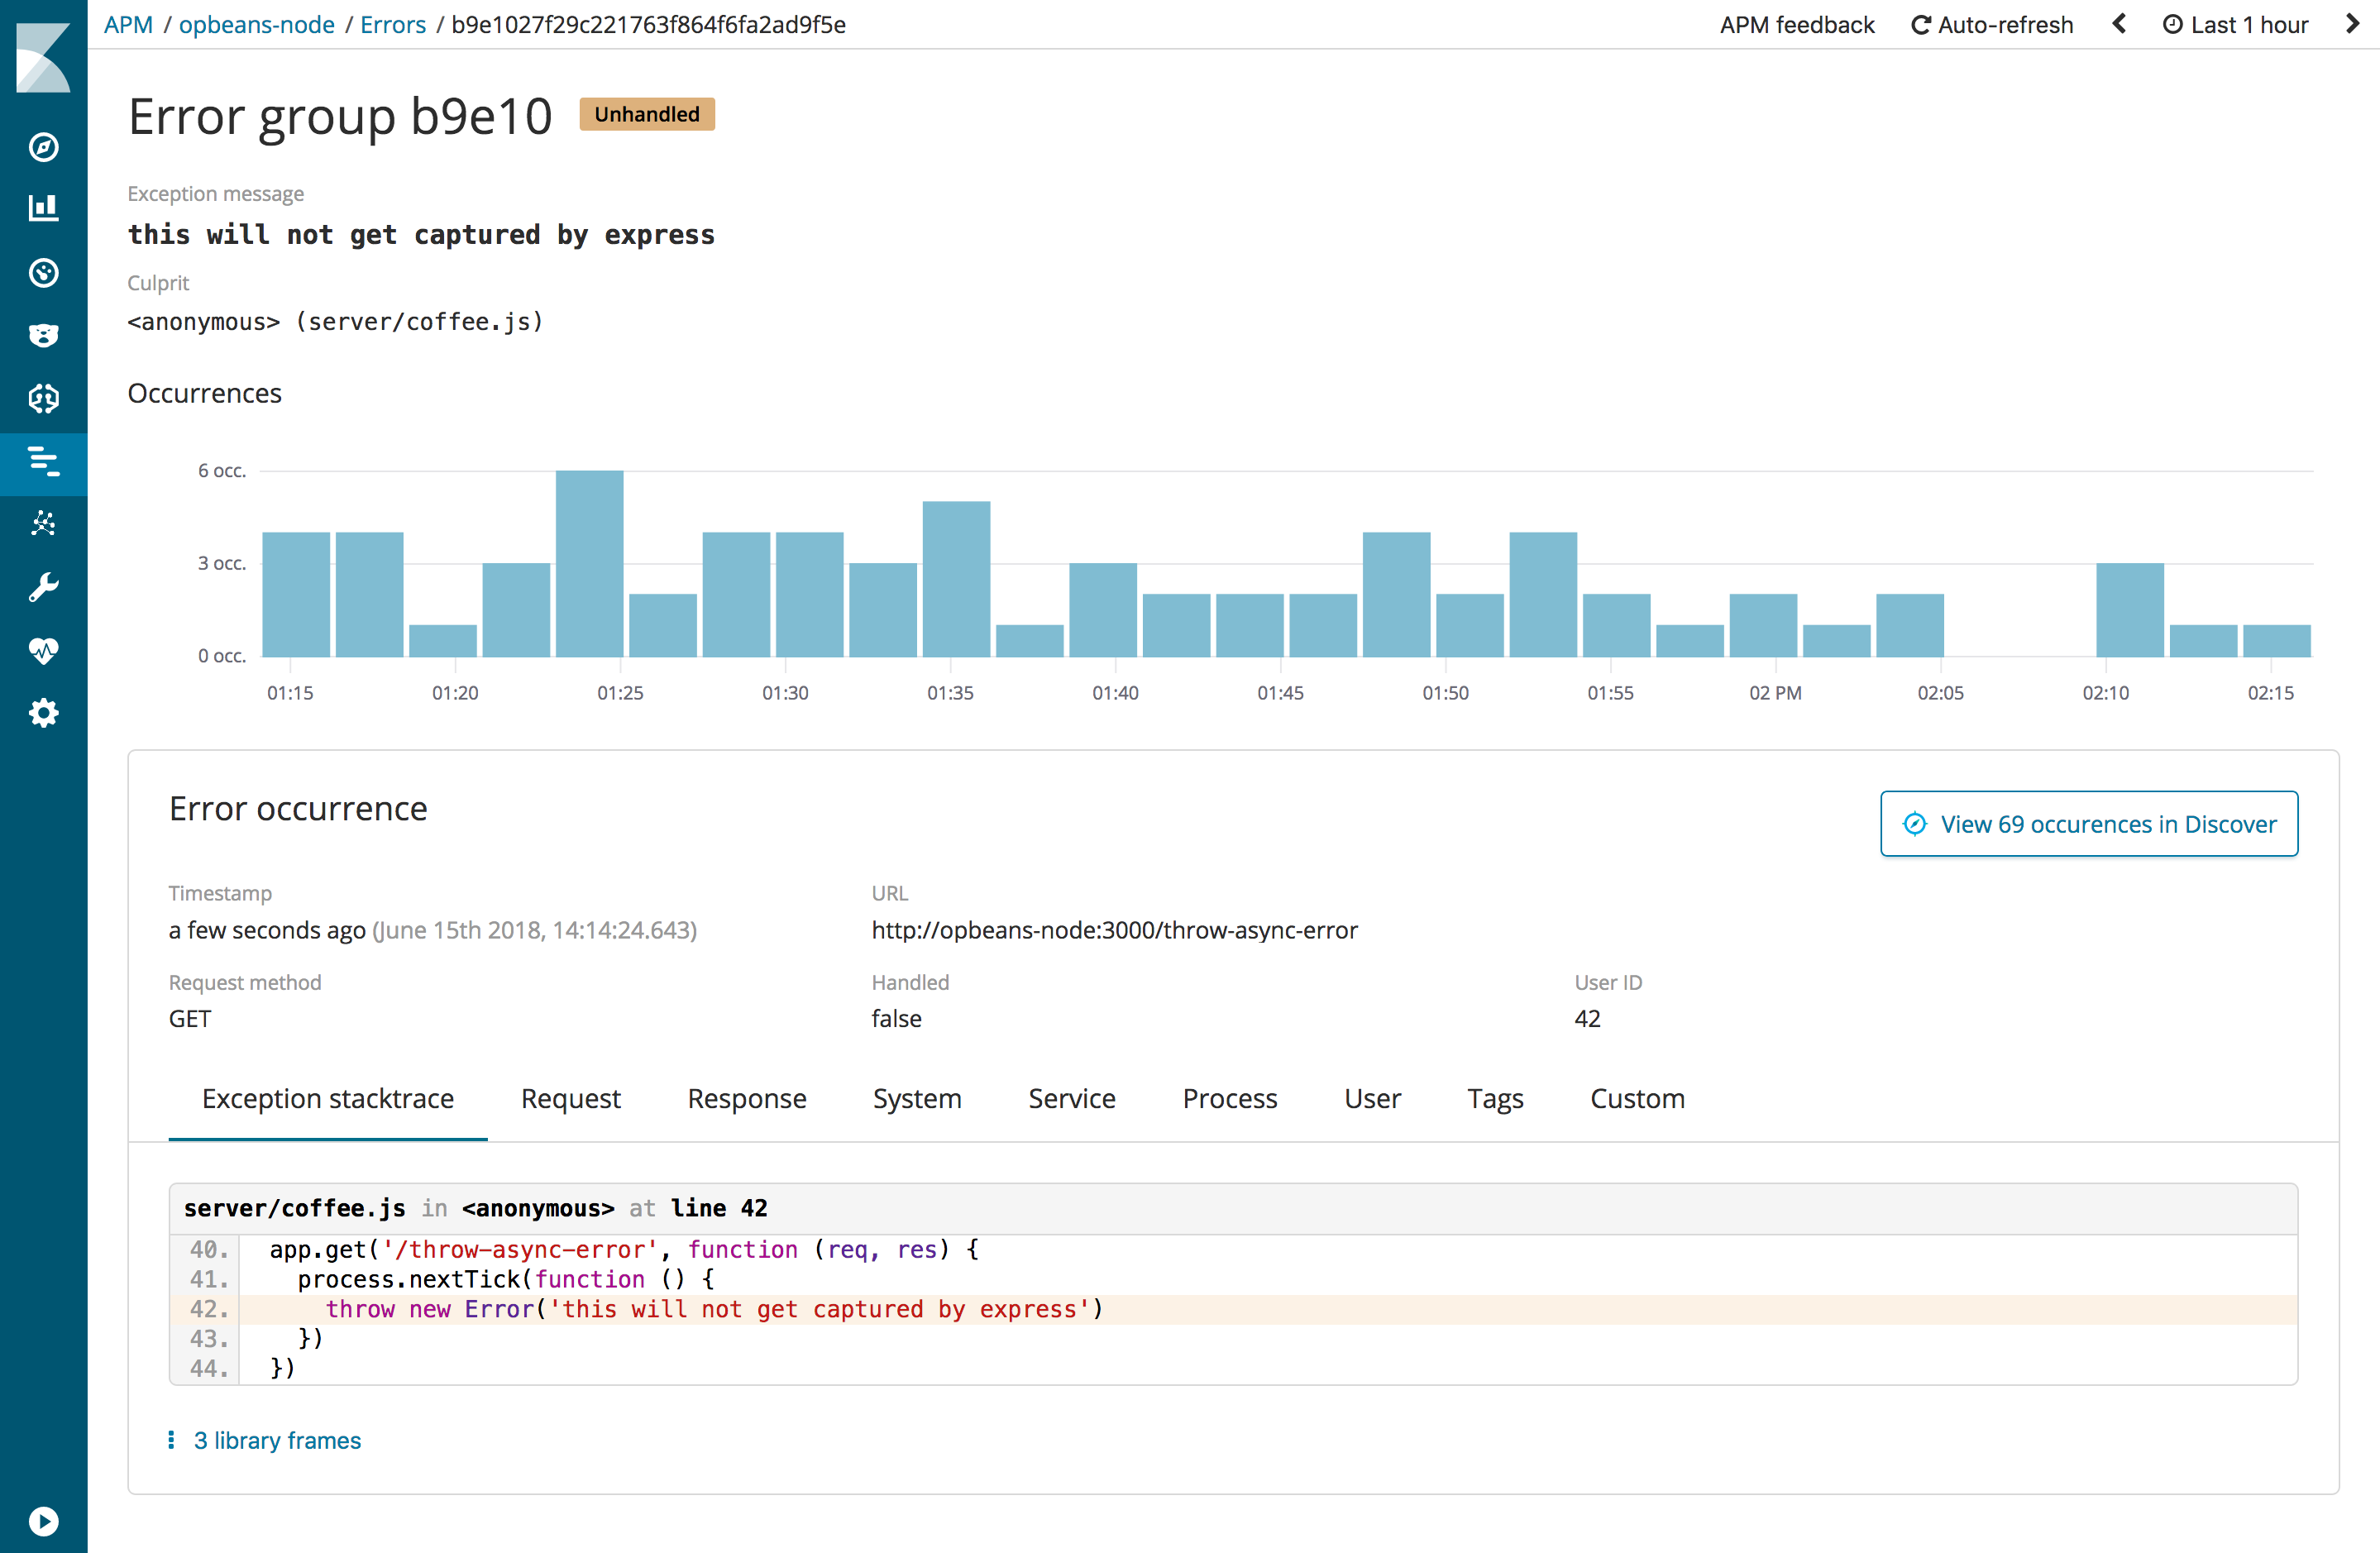 APM / opbeans-node / Errors / b9e1027f29c221763f864f6fa2ad9f5e APM feedback Auto-refresh Last 1 hour
Error group b9e10 Unhandled
Exception message
this will not get captured by express
Culprit
<anonymous> (server/coffee.js)
Occurrences
6 occ.
3 occ.
0 occ.
01:15 01:20 01:25 01:30 01:35 01:40 01:45 01:50 01:55 02 PM 02:05 02:10 02:15
Error occurrence View 69 occurences in Discover
Timestamp URL
a few seconds ago (June 15th 2018, 14:14:24.643) http://opbeans-node:3000/throw-async-error
Request method Handled User ID
GET false 42
Exception stacktrace Request Response System Service Process User Tags Custom
server/coffee.js in <anonymous> at line 42
40. app.get('/throw-async-error', function (req, res) {
41. process.nextTick(function () {
42. throw new Error('this will not get captured by express')
43. })
44. })
3 library frames